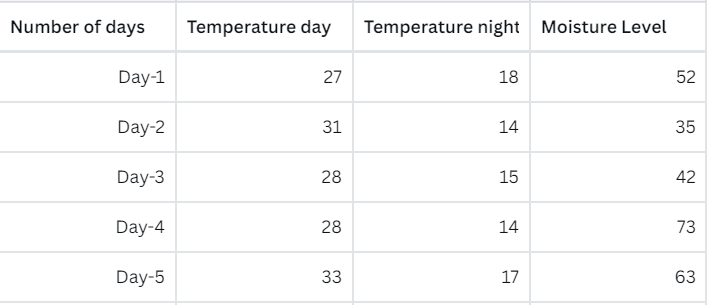 Number of days Temperature day Temperature night Moisture Level
Day-1 27 18 52
Day-2 31 14 35
Day-3 28 15 42
Day-4 28 14 73
Day-5 33 17 63